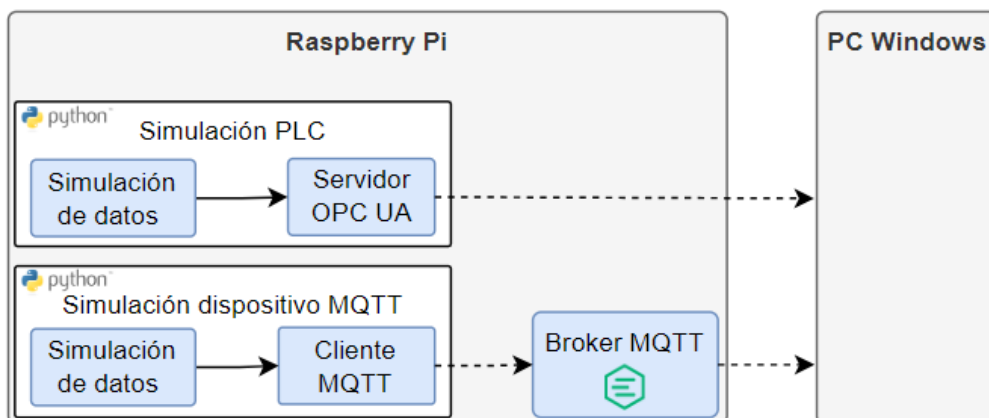 Raspberry Pi
PC Windows
python
Simulación PLC
Simulación
de datos
Servidor
OPC UA
python
Simulación dispositivo MQTT
Simulación
de datos
Cliente
MQTT
Broker MQTT